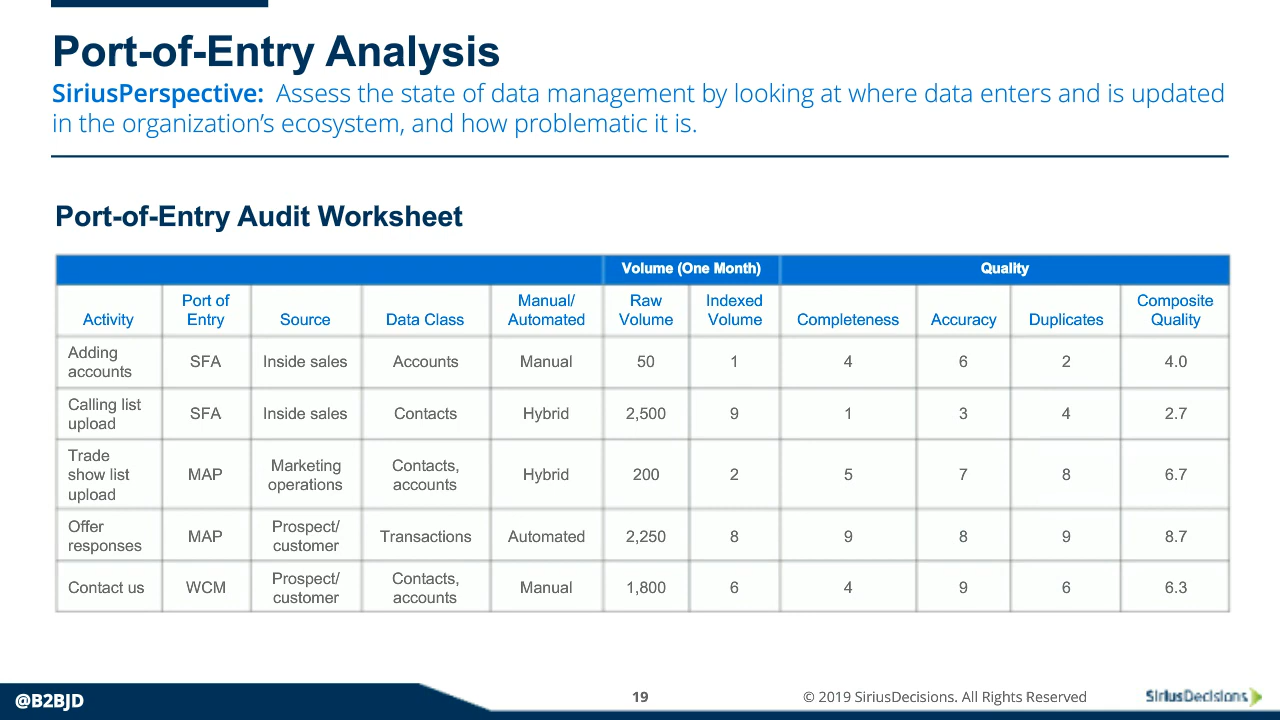 Port-of-Entry Analysis
SiriusPerspective: Assess the state of data management by looking at where data enters and is updated
in the organization's ecosystem, and how problematic it is.
Port-of-Entry Audit Worksheet
Volume (One Month) Quality
Activity Port of Entry Source Data Class Manual/ Automated Raw Volume Indexed Volume Completeness Accuracy Duplicates Composite Quality
Adding accounts SFA Inside sales Accounts Manual 50 1 4 6 2 4.0
Calling list upload SFA Inside sales Contacts Hybrid 2,500 9 1 3 4 2.7
Trade show list upload MAP Marketing operations Contacts, accounts Hybrid 200 2 5 7 8 6.7
Offer responses MAP Prospect/ customer Transactions Automated 2,250 8 9 8 9 8.7
Contact us WCM Prospect/ customer Contacts, accounts Manual 1,800 6 4 9 6 6.3
@B2BJD 19 © 2019 SiriusDecisions. All Rights Reserved SiriusDecisions